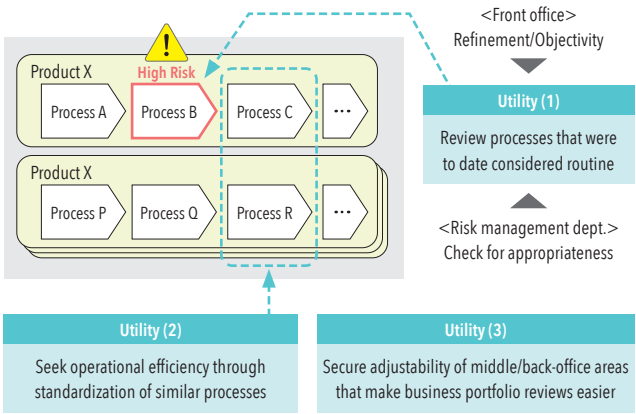 <Front office>
Refinement/Objectivity
Product X
High Risk
Process A
Process B
Process C
...
Utility (1)
Review processes that were
to date considered routine
Product X
Process P
Process Q
Process R
...
<Risk management dept.>
Check for appropriateness
Utility (2)
Seek operational efficiency through
standardization of similar processes
Utility (3)
Secure adjustability of middle/back-office areas
that make business portfolio reviews easier